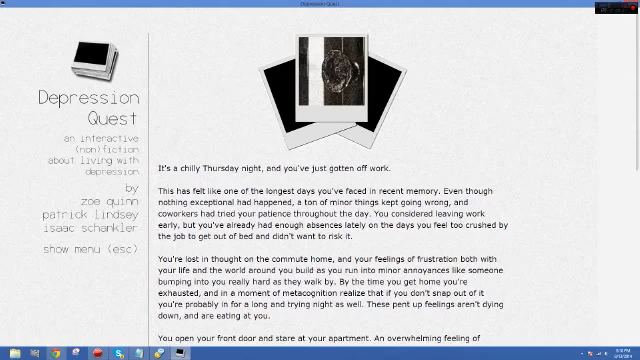 Depression Quest
Depression
Quest
an interactive
(non)fiction
about living with
depression
by
zoe quinn
patrick lindsey
isaac schankler
show menu (esc)
It's a chilly Thursday night, and you've just gotten off work.
This has felt like one of the longest days you've faced in recent memory. Even though
nothing exceptional had happened, a ton of minor things kept going wrong, and
coworkers had tried your patience throughout the day. You considered leaving work
early, but you've already had enough absences lately on the days you feel too crushed by
the job to get out of bed and didn't want to risk it.
You're lost in thought on the commute home, and your feelings of frustration both with
your life and the world around you build as you run into minor annoyances like someone
bumping into you really hard as they walk by. By the time you get home you're
exhausted, and in a moment of metacognition realize that if you don't snap out of it
you're probably in for a long and trying night as well. These pent up feelings aren't dying
down, and are eating at you.
You open your front door and stare at your apartment. An overwhelming feeling of